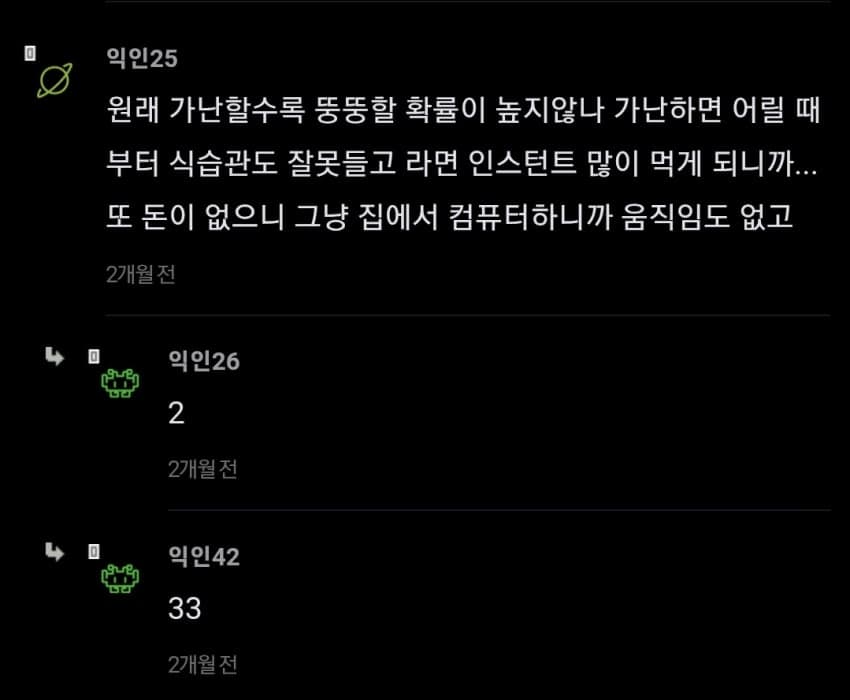 익인25
원래 가난할수록 뚱뚱할 확률이 높지않나 가난하면 어릴 때
부터 식습관도 잘못들고 라면 인스턴트 많이 먹게 되니까...
또 돈이 없으니 그냥 집에서 컴퓨터하니까 움직임도 없고
2개월 전
익인26
2
2개월 전
익인42
33
2개월 전